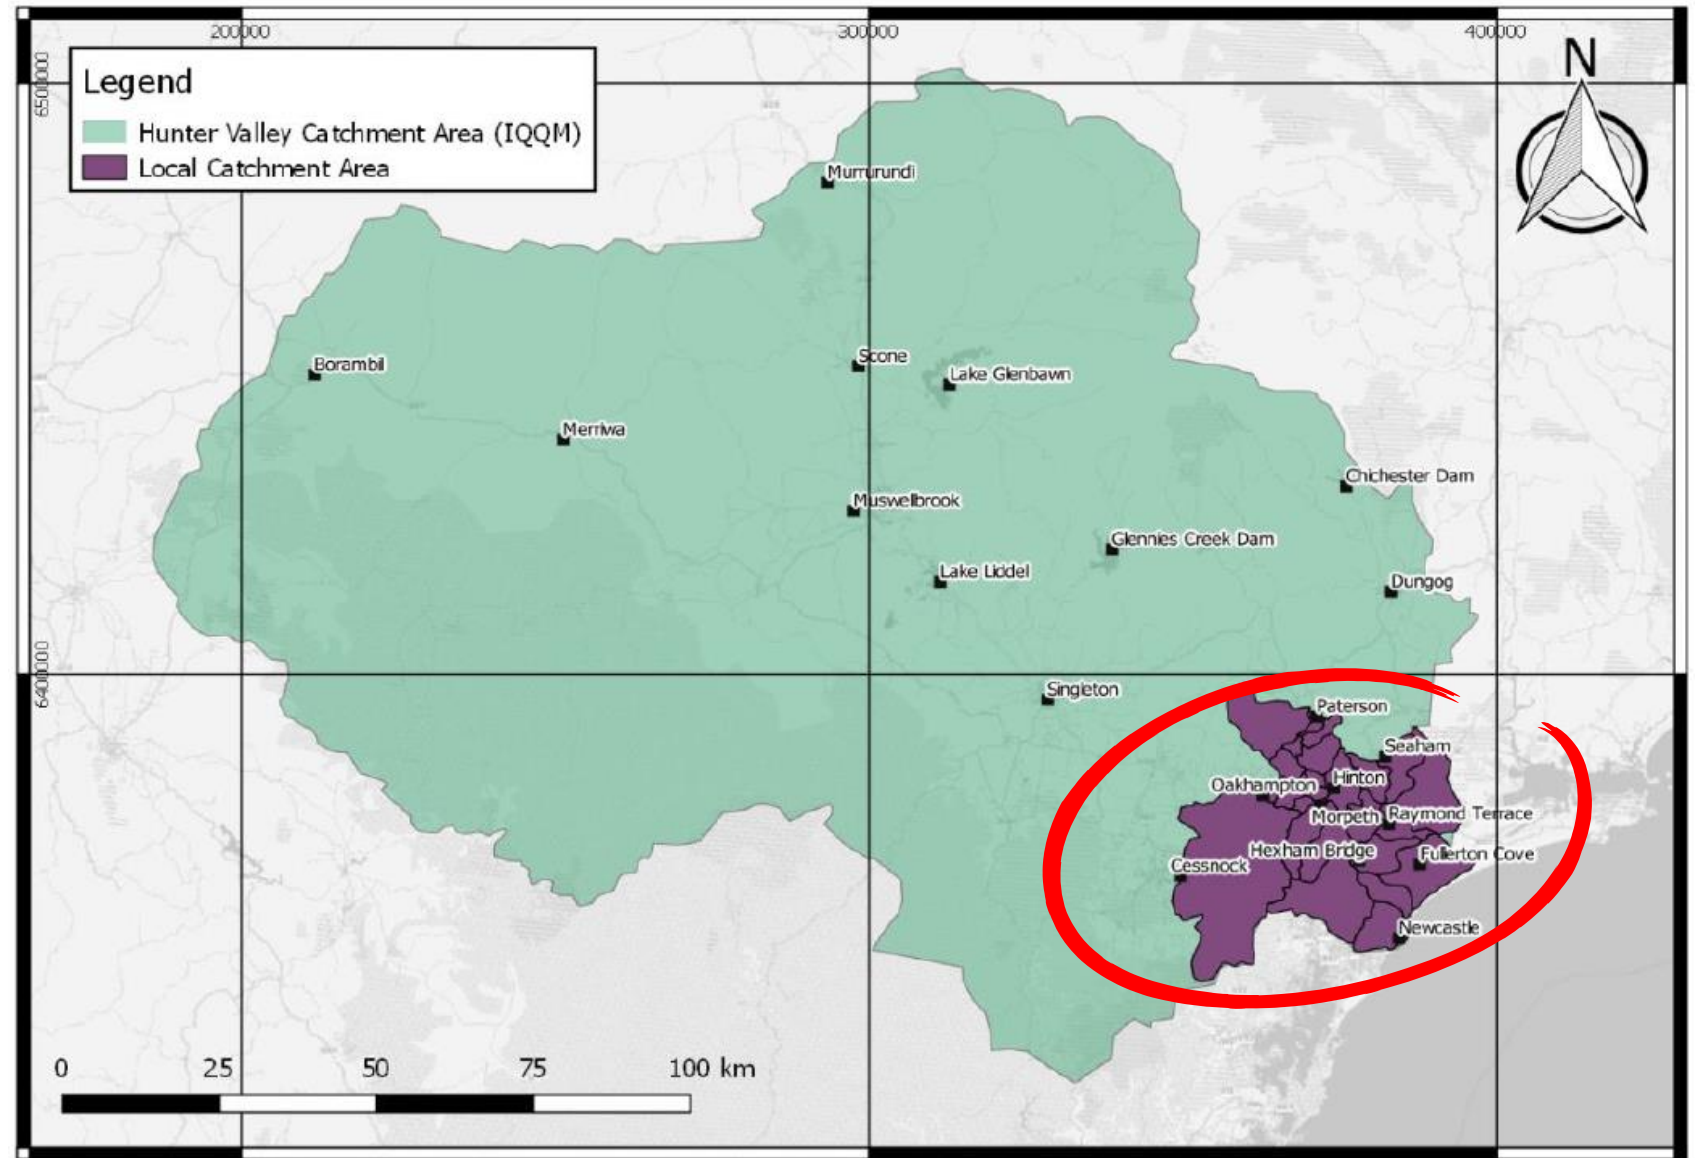 200000
300000
400000
N
6500000
Legend
Hunter Valley Catchment Area (IQQM)
Local Catchment Area
Murrurundi
Scone
Borambil
Lake Glenbawn
Merriwa
Chichester Dam
Muswellbrook
Glennies Creek Dam
Lake Liddel
Dungog
6400000
Singleton
Paterson
Seaham
Oakhampton
Hinton
Morpeth
Raymond Terrace
Hexham Bridge
Fullerton Cove
Cessnock
Newcastle
0 25 50 75 100 km